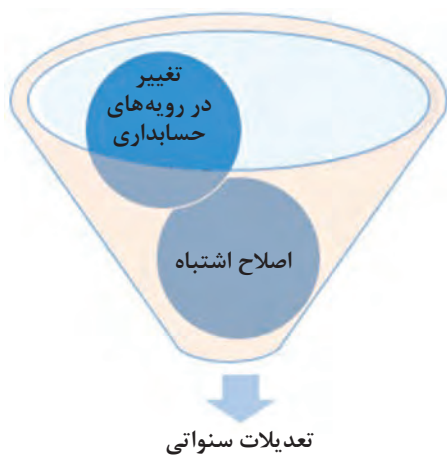 تغییر
در رویه‌های
حسابداری
اصلاح اشتباه
تعدیلات سنواتی